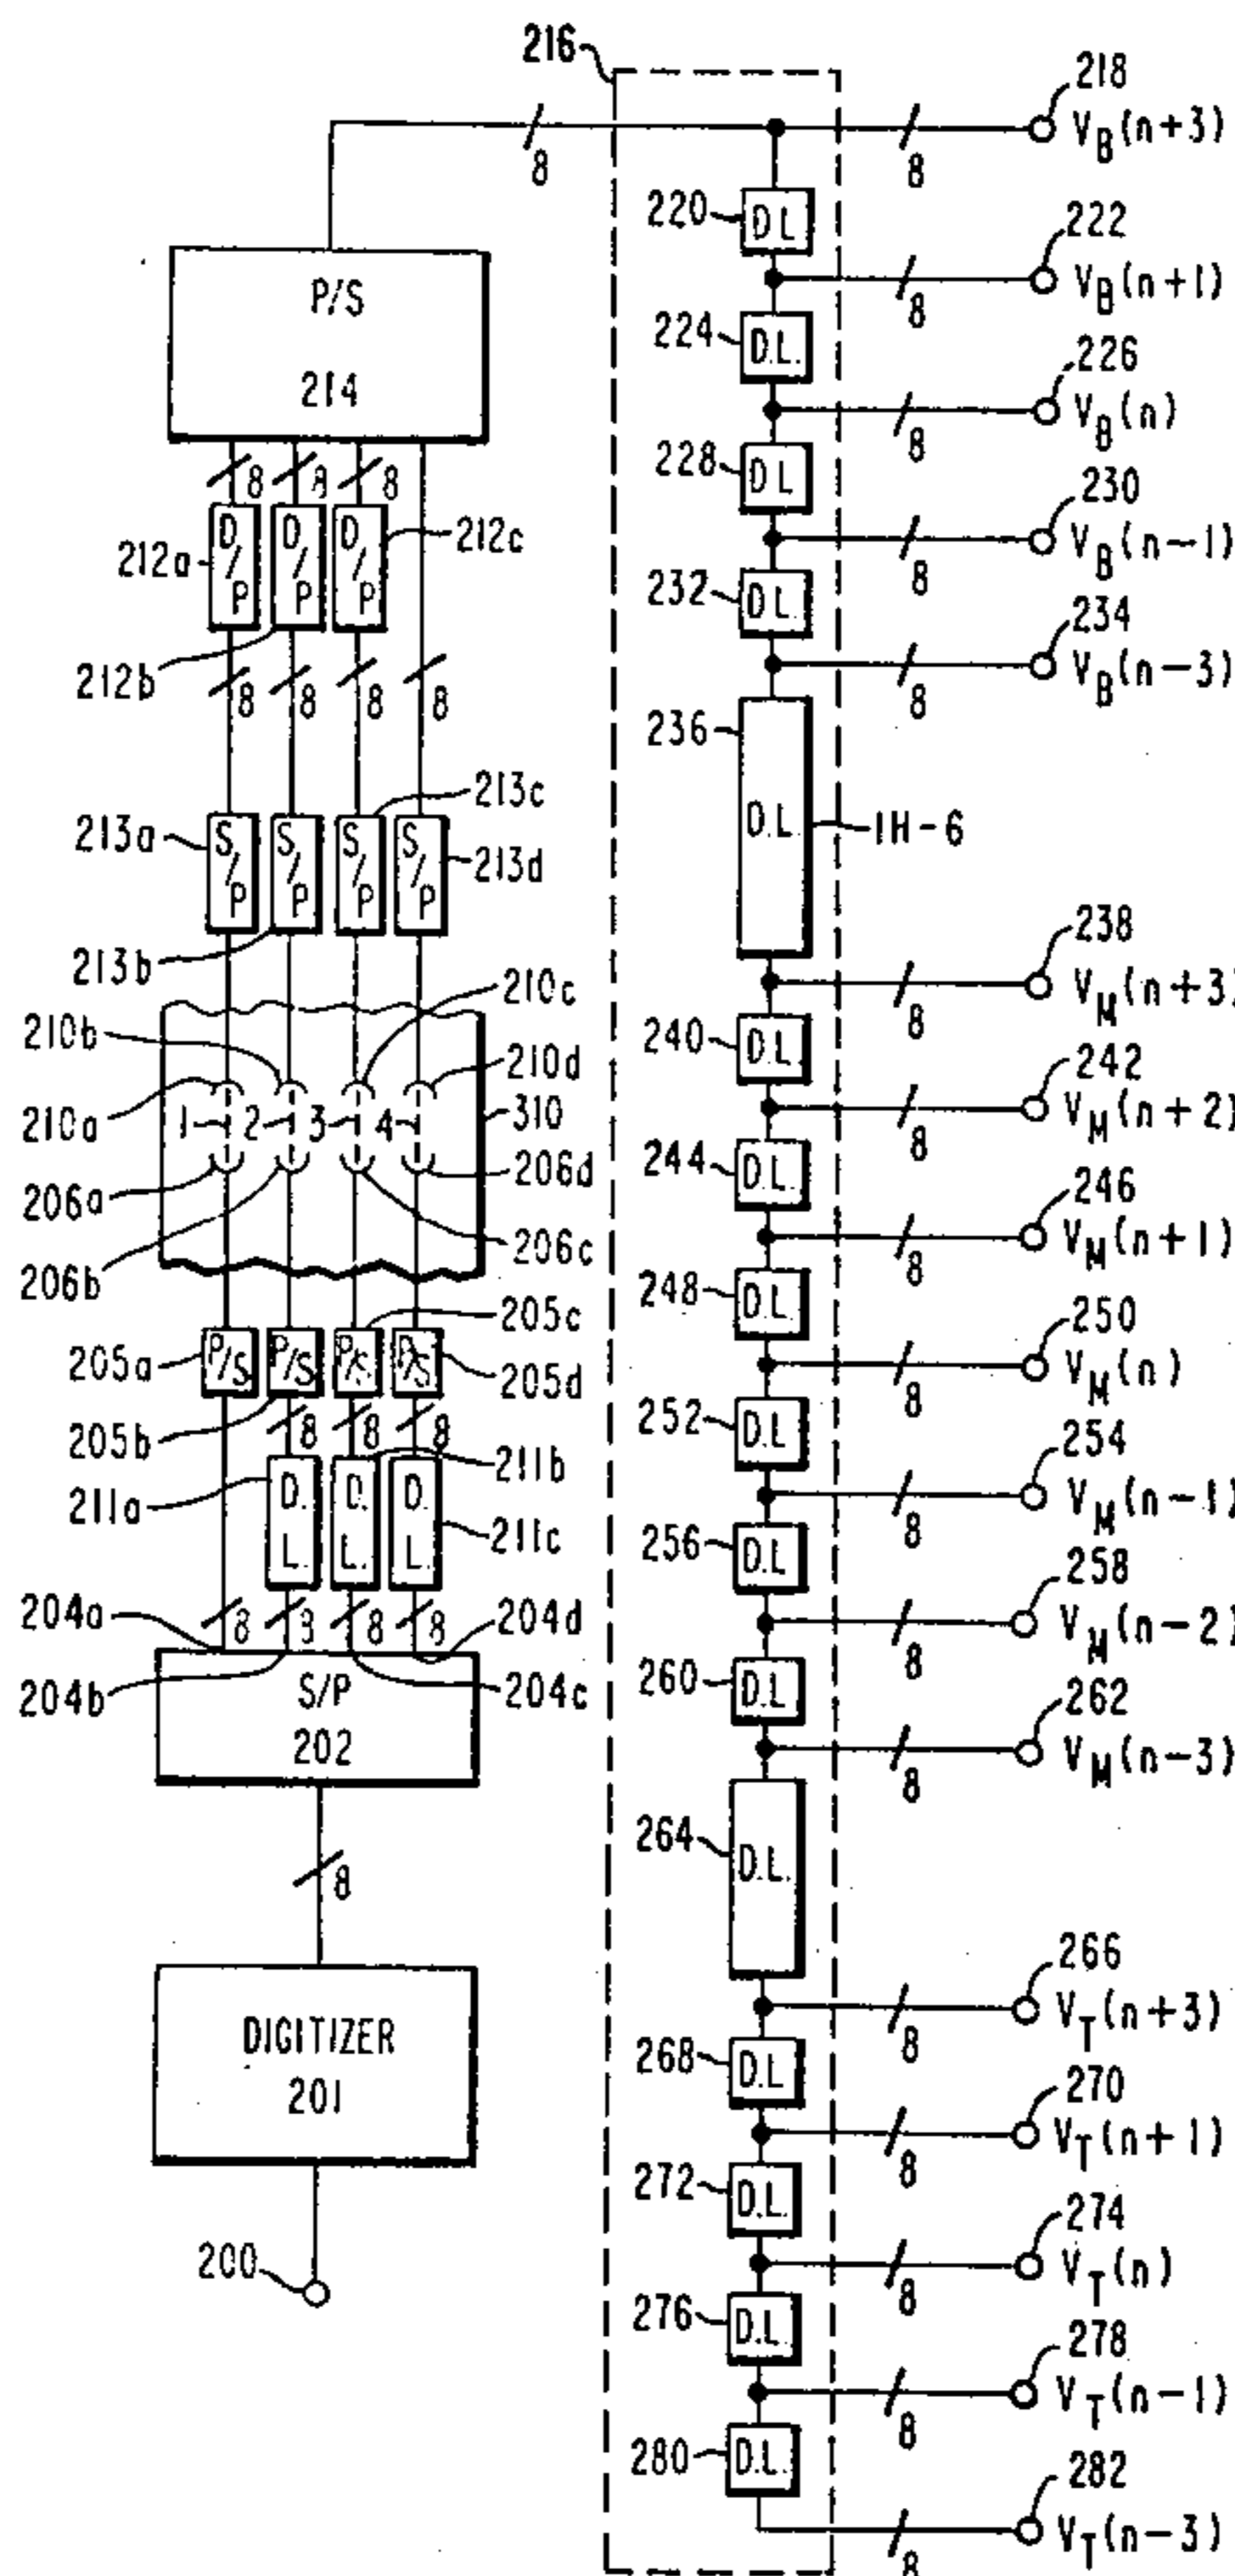 216
218
8
8
V_B(n+3)
220
DL
222
8
V_B(n+1)
P/S
214
224
D.L.
226
8
V_B(n)
8
8
8
228
DL
230
8
V_B(n-1)
212a
D/P
D/P
D/P
212c
212b
8
8
8
8
232
DL
234
8
V_B(n-3)
236
D.L
1H-6
213a
S/P
S/P
S/P
S/P
213c
213d
213b
238
8
V_M(n+3)
210b
210c
210a
210d
1
2
3
4
310
240
D.L
242
8
V_M(n+2)
206a
206d
206b
206c
244
D.L
246
8
V_M(n+1)
205a
P/S
P/S
P/S
P/S
205c
205d
205b
248
D.L
250
8
V_M(n)
8
8
8
211a
D.L.
D.L.
D.L.
211b
211c
252
D.L
254
8
V_M(n-1)
256
D.L
258
8
V_M(n-2)
204a
8
8
8
8
204d
204b
204c
S/P
202
260
D.L
262
8
V_M(n-3)
8
264
D.L.
DIGITIZER
201
266
8
V_T(n+3)
268
D.L
270
8
V_T(n+1)
200
272
D.L.
274
8
V_T(n)
276
D.L.
278
8
V_T(n-1)
280
D.L.
282
8
V_T(n-3)